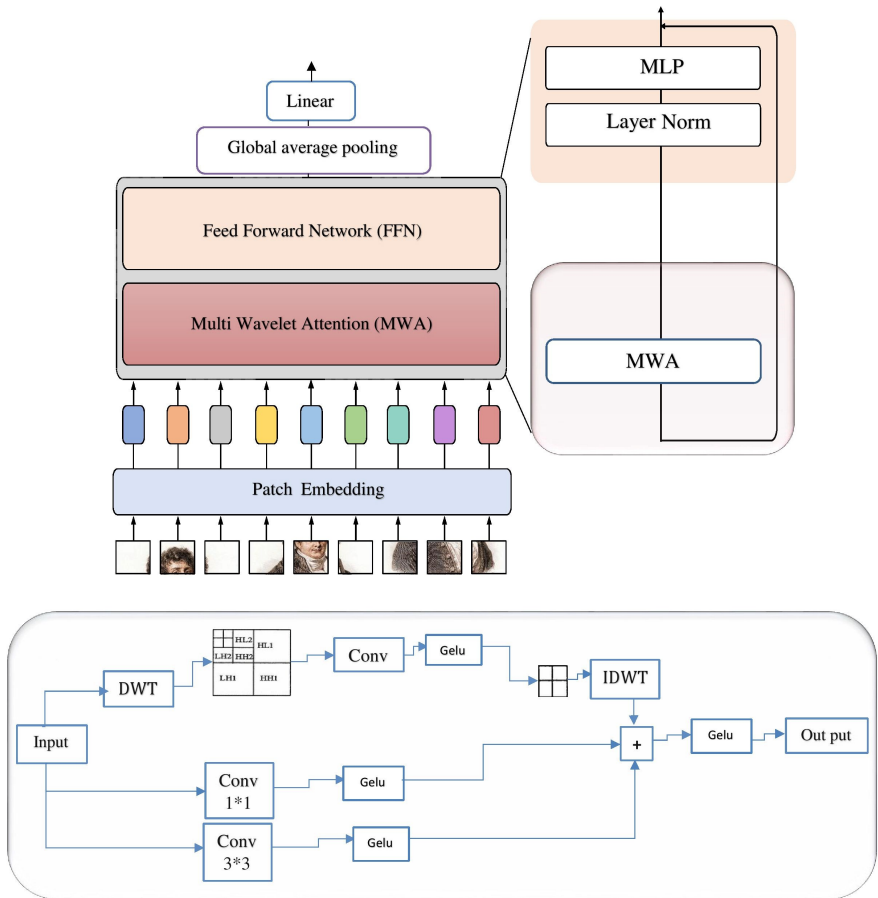 MLP
Layer Norm
Linear
Global average pooling
Feed Forward Network (FFN)
Multi Wavelet Attention (MWA)
MWA
Patch Embedding
HL2
HL1
LH2
HH2
LH1
HH1
Conv
Gelu
DWT
IDWT
Input
+
Gelu
Out put
Conv
1*1
Gelu
Conv
3*3
Gelu